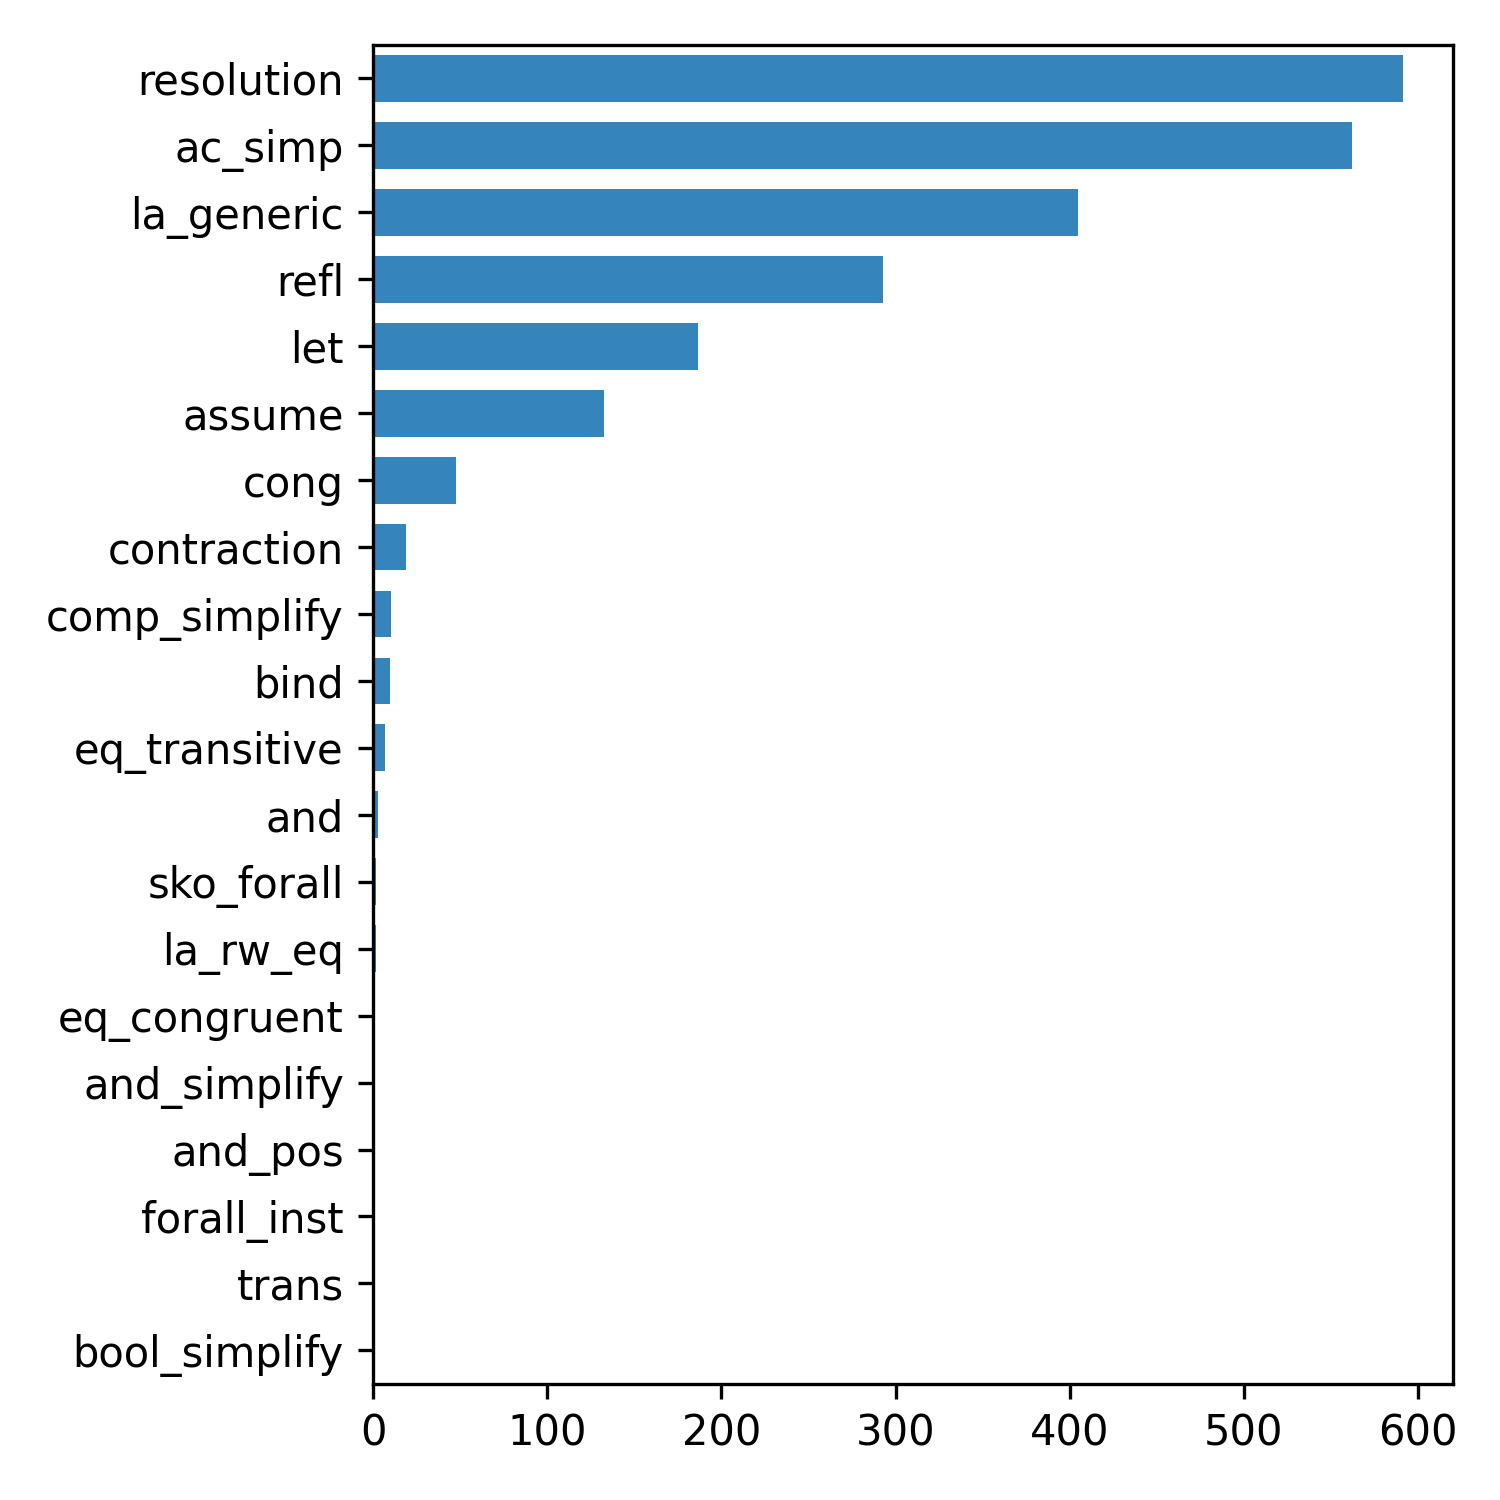 resolution
ac_simp
la_generic
refl
let
assume
cong
contraction
comp_simplify
bind
eq_transitive
and
sko_forall
la_rw_eq
eq_congruent
and_simplify
and_pos
forall_inst
trans
bool_simplify
0 100 200 300 400 500 600